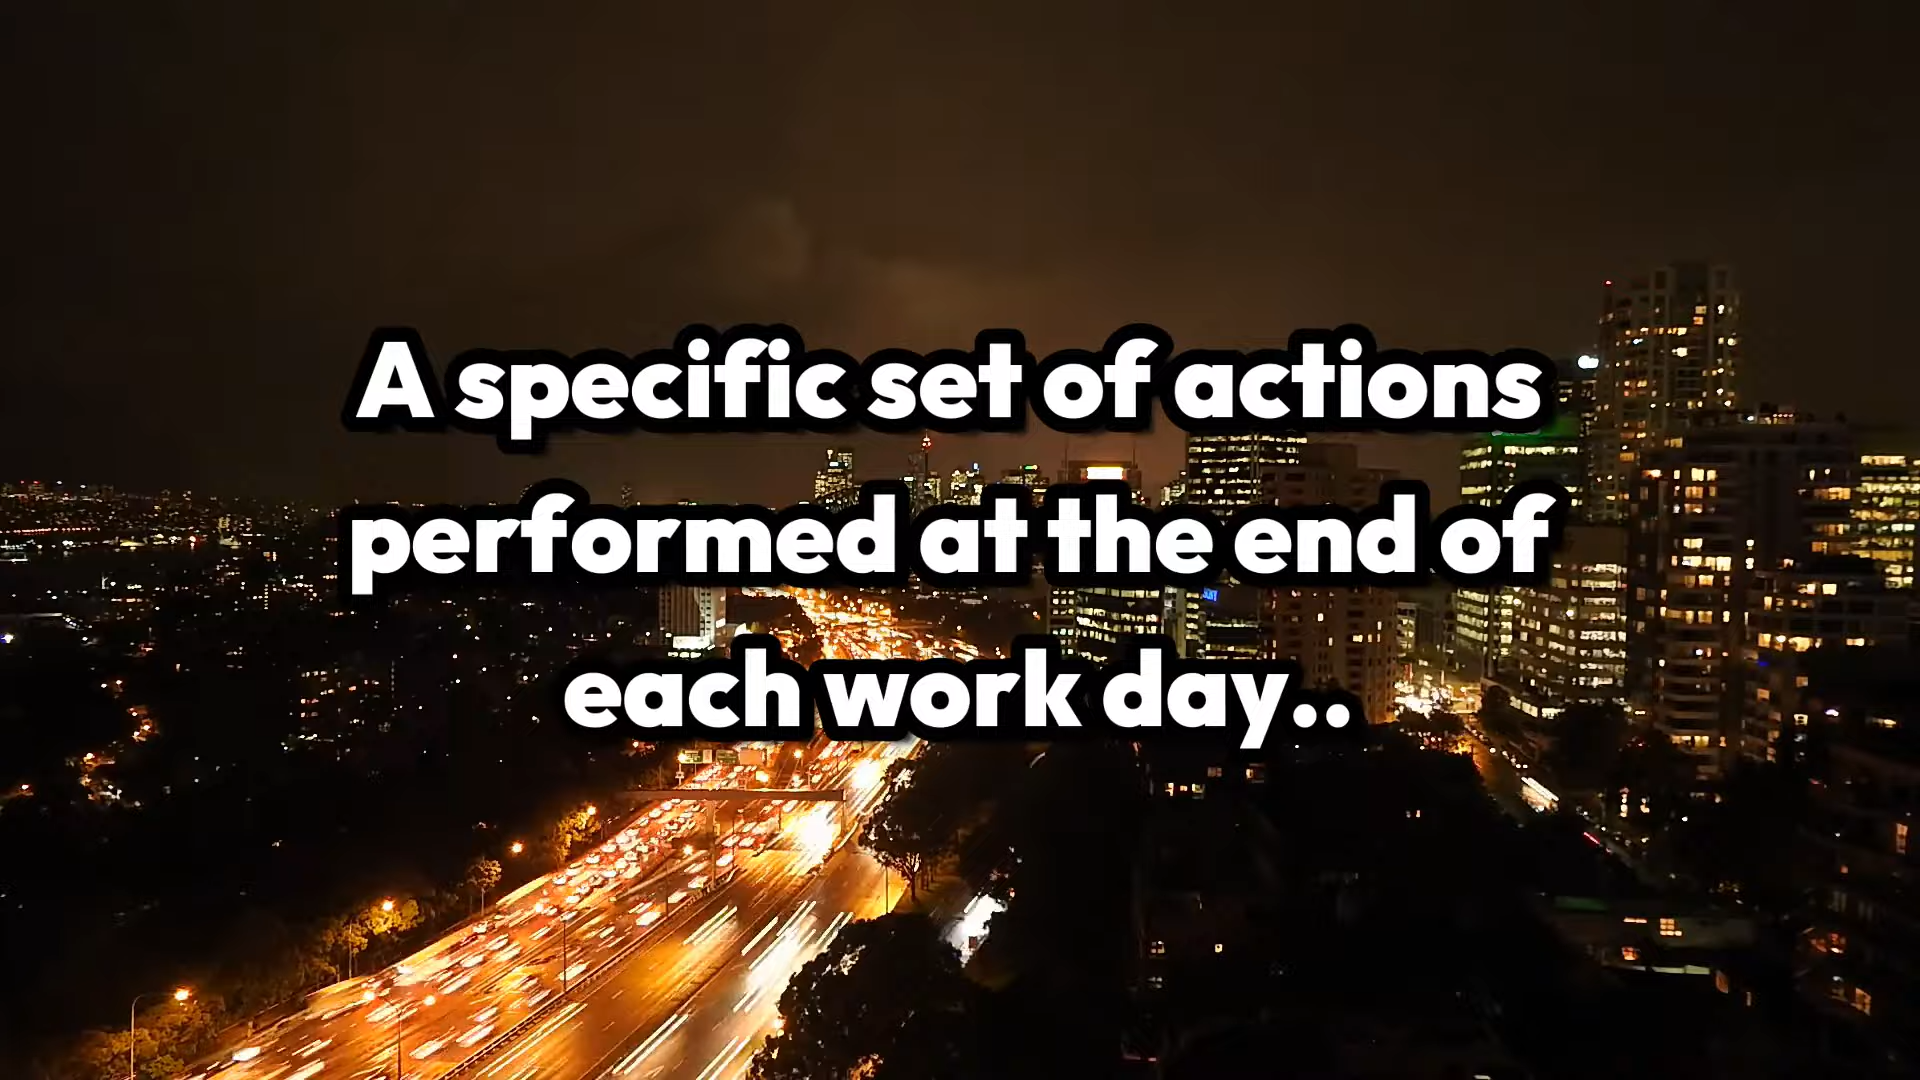 A specific set of actions
performed at the end of
each work day..